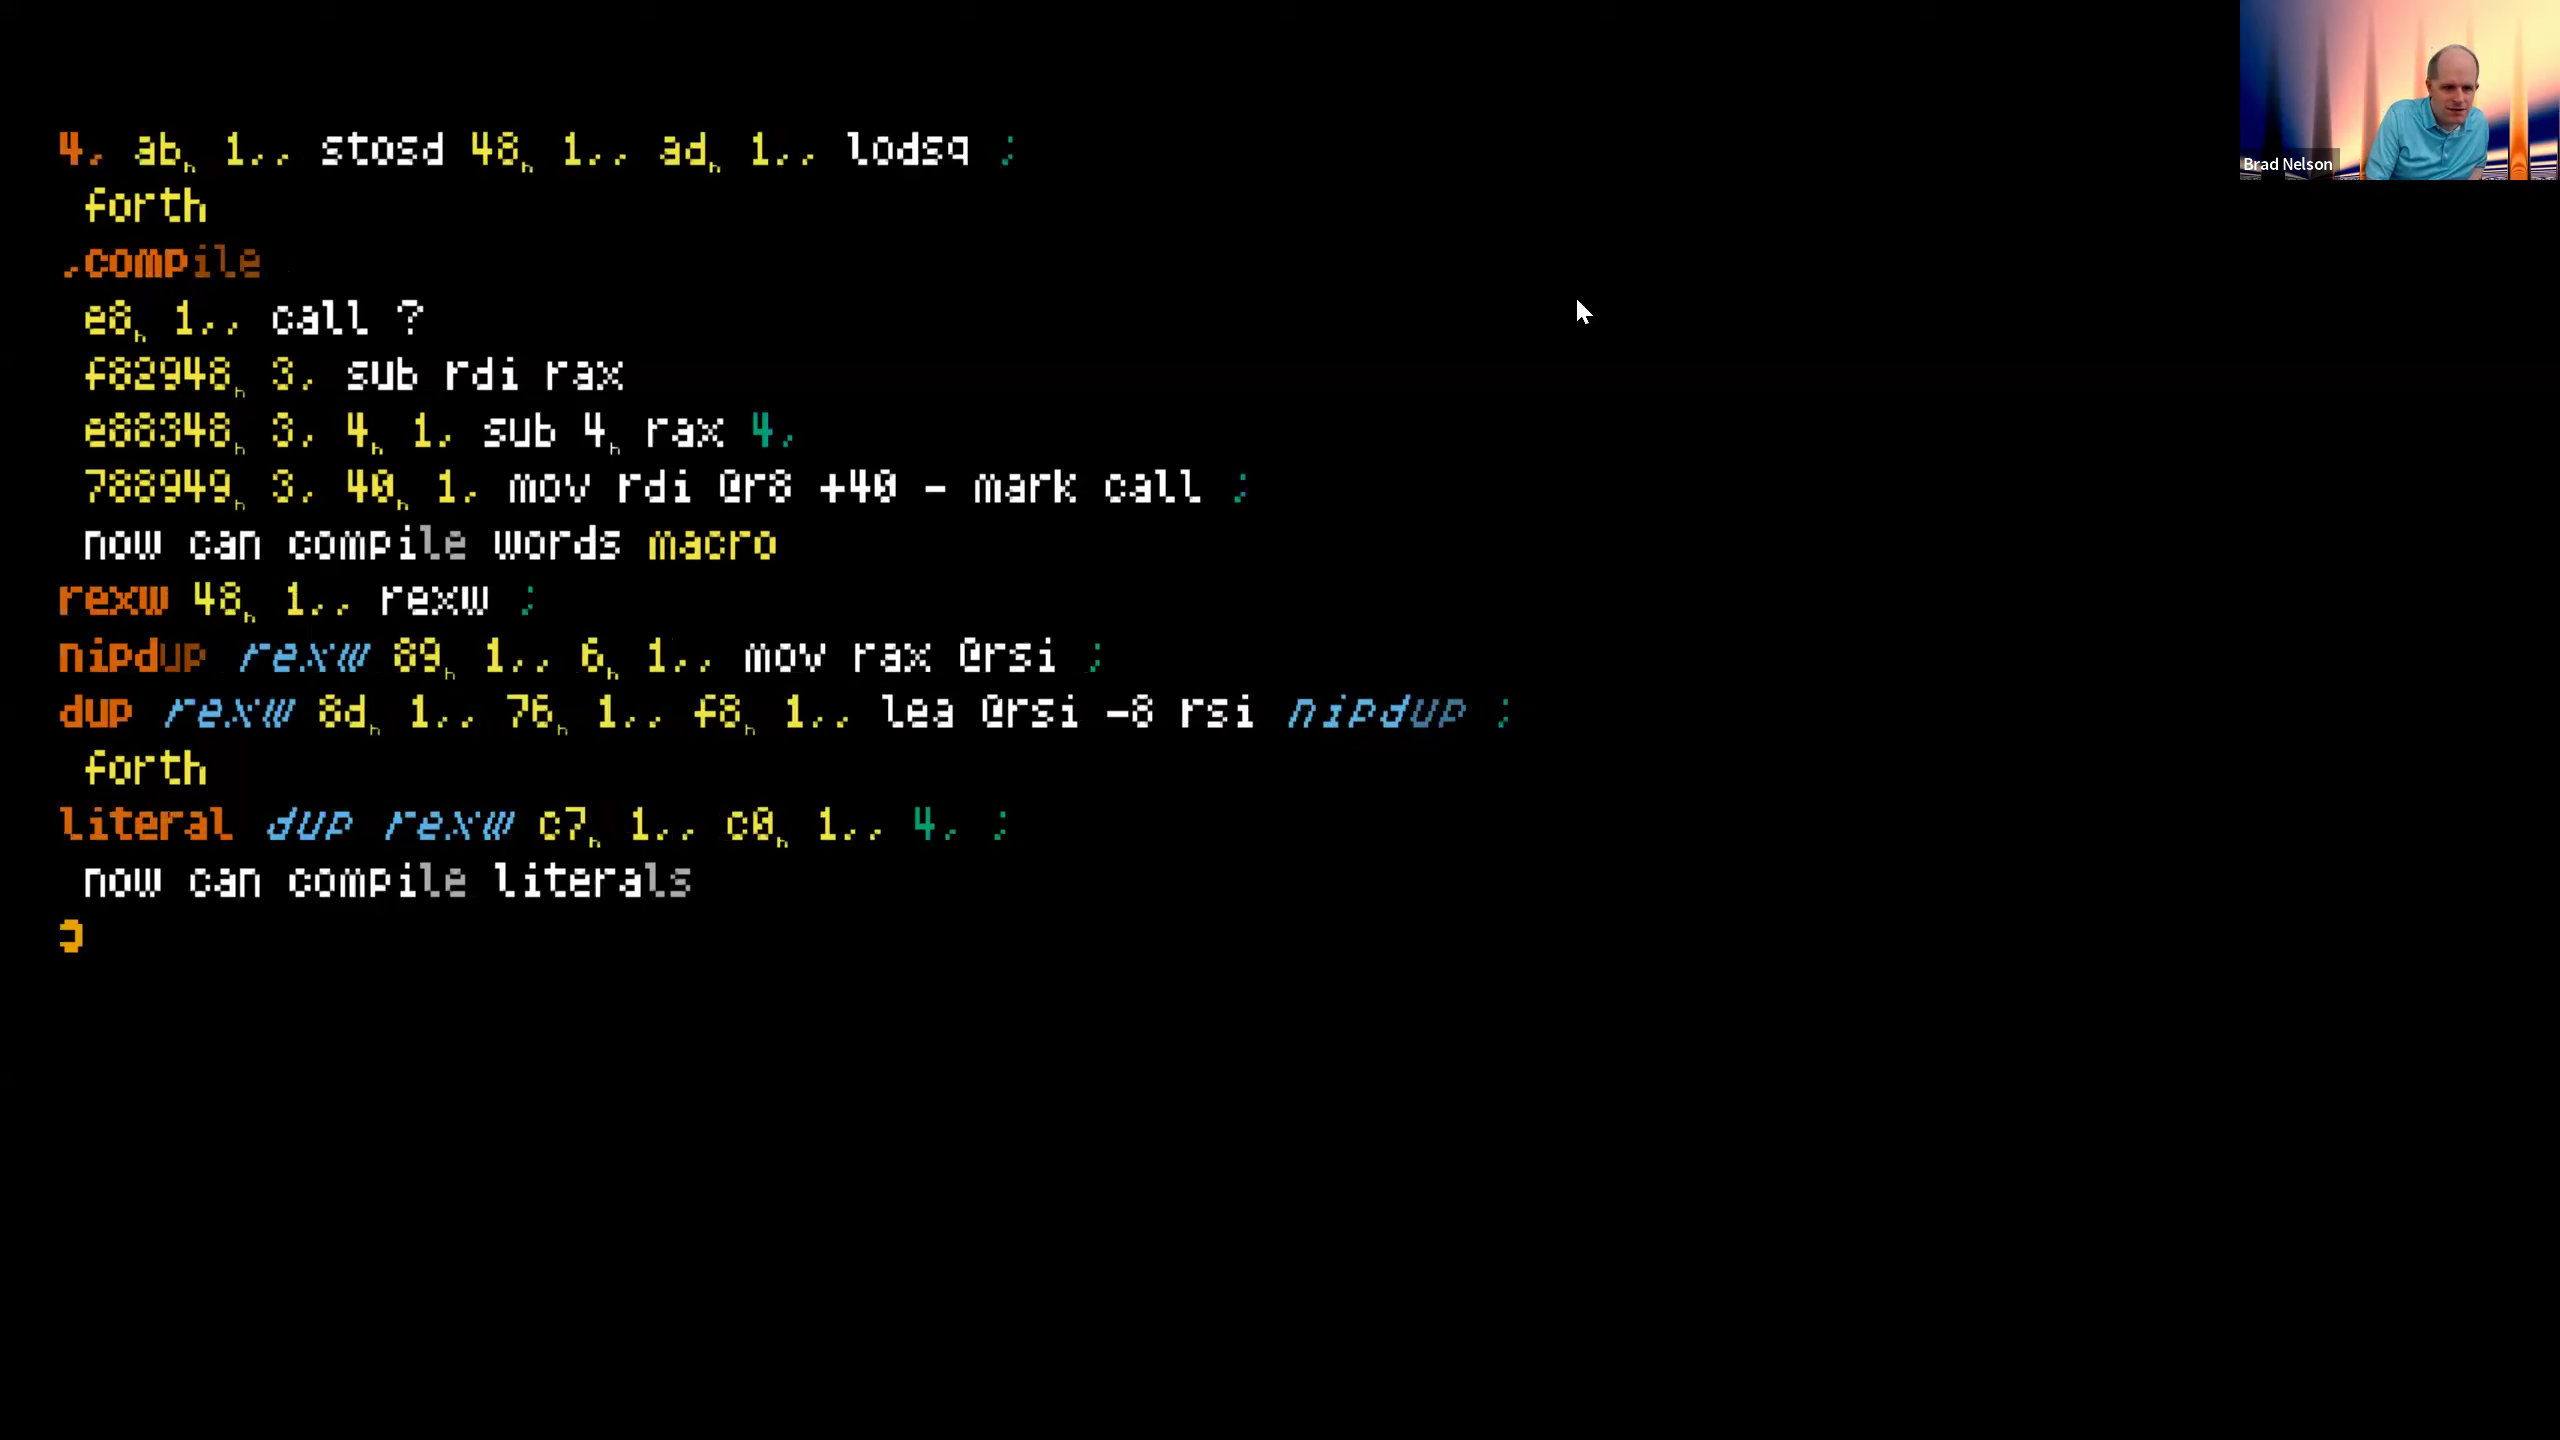 4, ab h 1,, stosd 48 h 1,, ad h 1,, lodsq ;
forth
,compile
e8 h 1,, call ?
f82948 h 3, sub rdi rax
e88348 h 3, 4 h 1, sub 4 h rax 4,
788949 h 3, 40 h 1, mov rdi @r8 +40 - mark call ;
now can compile words macro
rexw 48 h 1,, rexw ;
nipdup rexw 89 h 1,, 6 h 1,, mov rax @rsi ;
dup rexw 8d h 1,, 76 h 1,, f8 h 1,, lea @rsi -8 rsi nipdup ;
forth
literal dup rexw c7 h 1,, c0 h 1,, 4, ;
now can compile literals
Brad Nelson